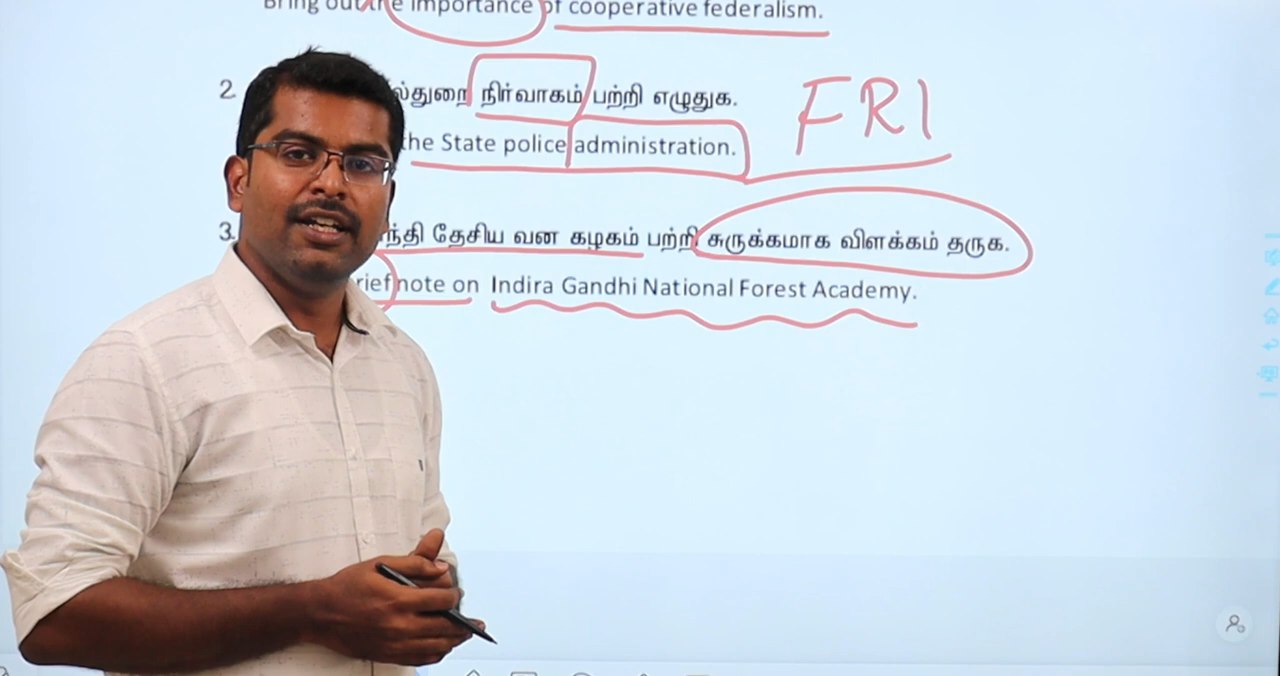 Bring out the importance of cooperative federalism.
2 நிர்வாகம் பற்றி எழுதுக.
the State police administration.
FRI
3. தேசிய வன கழகம் பற்றி சுருக்கமாக விளக்கம் தருக.
note on Indira Gandhi National Forest Academy.